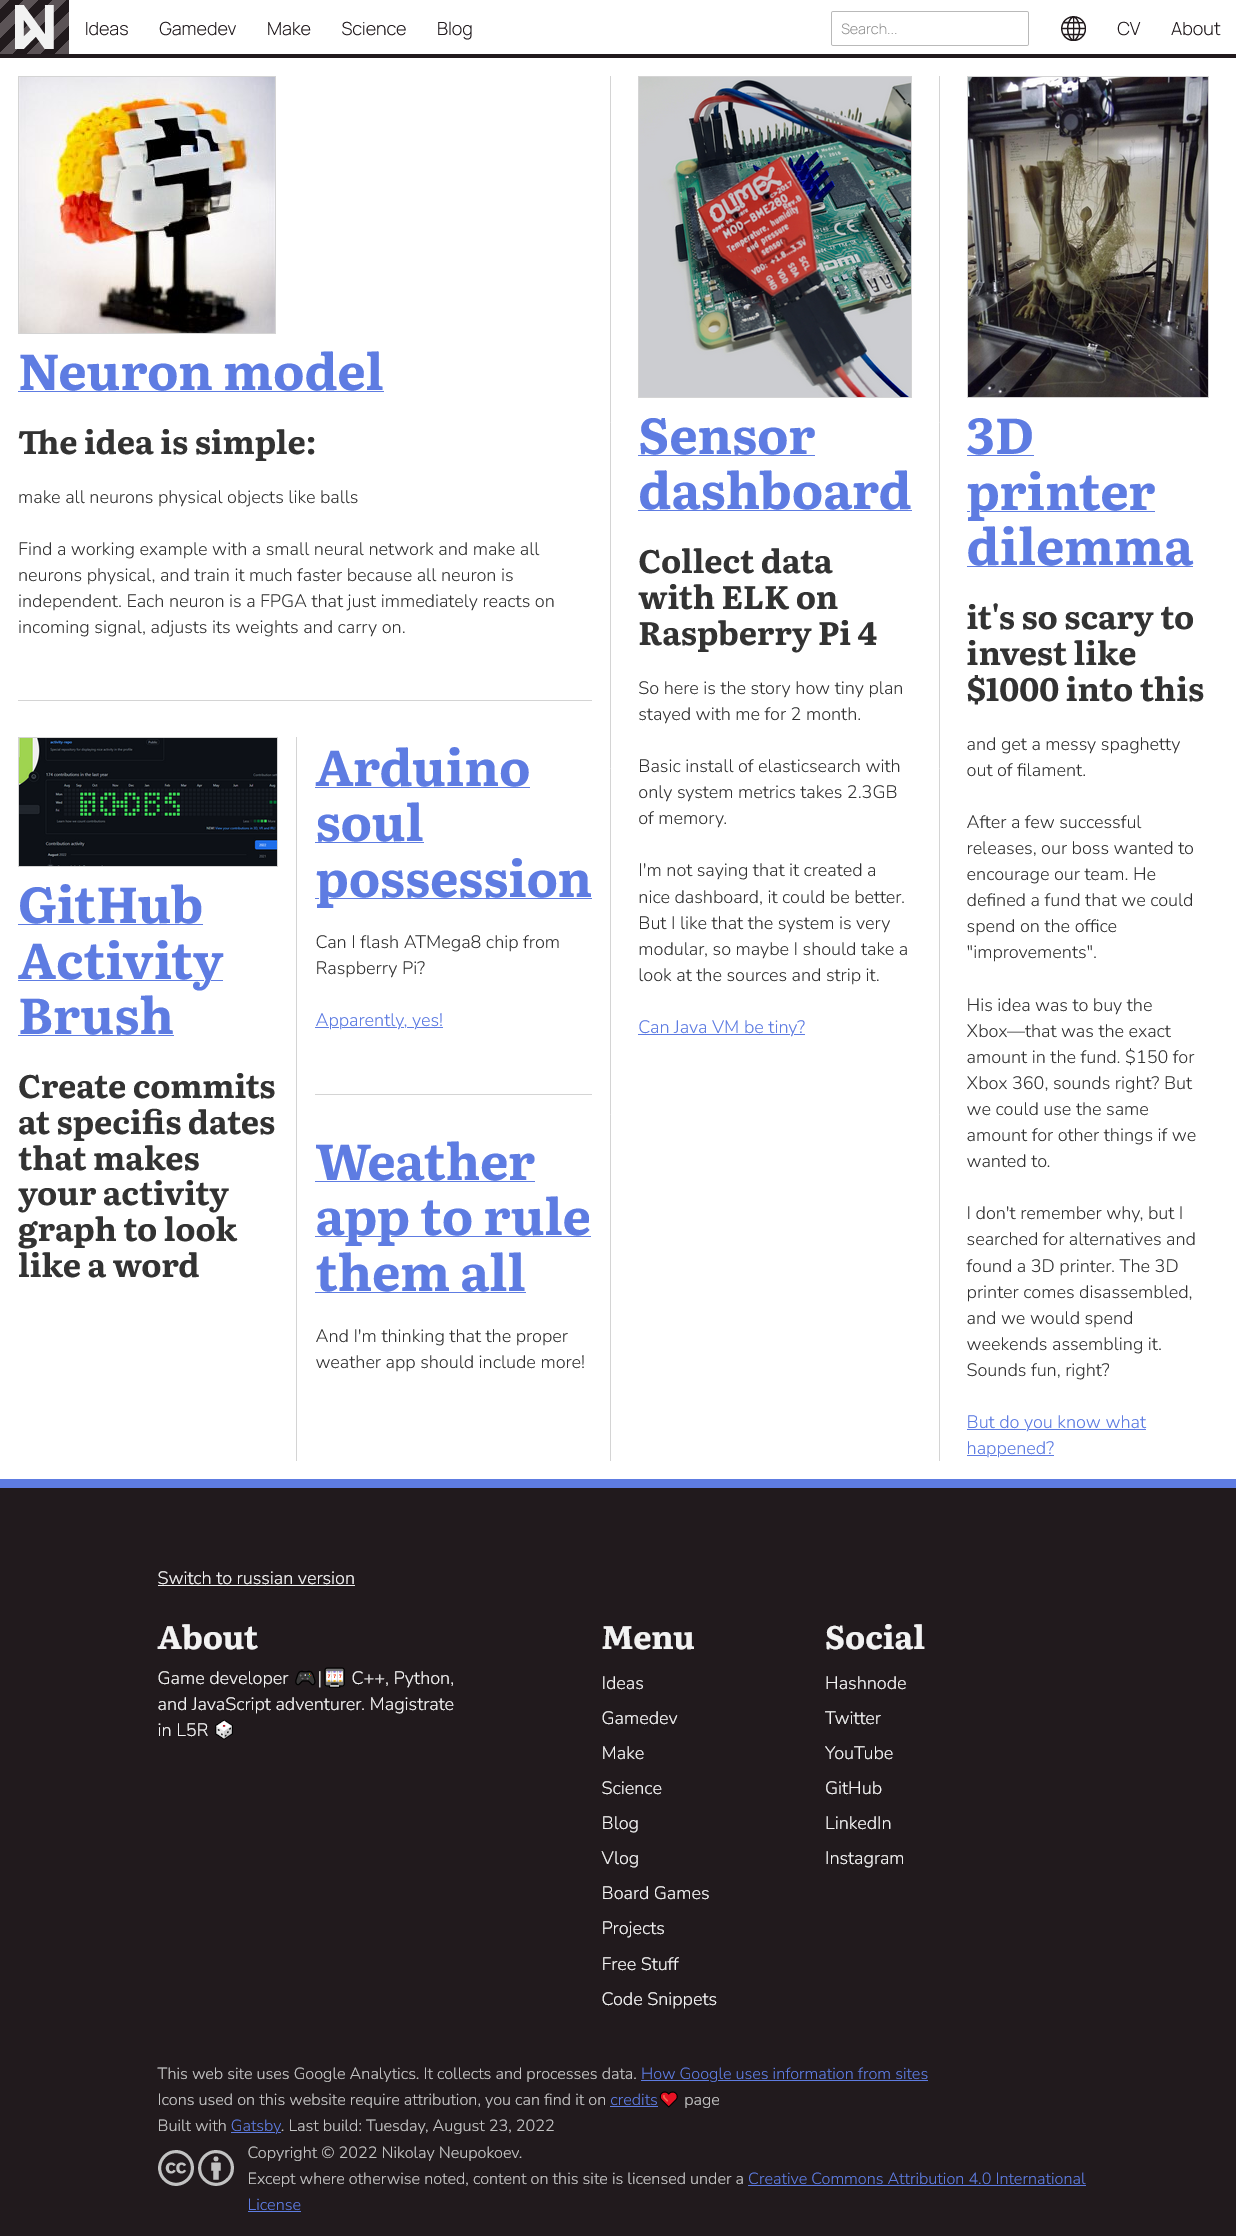 Ideas Gamedev Make Science Blog
Search...
CV About
Neuron model
The idea is simple:
make all neurons physical objects like balls
Find a working example with a small neural network and make all
neurons physical, and train it much faster because all neuron is
independent. Each neuron is a FPGA that just immediately reacts on
incoming signal, adjusts its weights and carry on.
174 contributions in the last year
Contribution activity
GitHub
Activity
Brush
Create commits
at specifis dates
that makes
your activity
graph to look
like a word
Arduino
soul
possession
Can I flash ATMega8 chip from
Raspberry Pi?
Apparently, yes!
Weather
app to rule
them all
And I'm thinking that the proper
weather app should include more!
OLIMEX
MOD-BME280
Temperature, humidity
and pressure
sensor
HDMI
Sensor
dashboard
Collect data
with ELK on
Raspberry Pi 4
So here is the story how tiny plan
stayed with me for 2 month.
Basic install of elasticsearch with
only system metrics takes 2.3GB
of memory.
I'm not saying that it created a
nice dashboard, it could be better.
But I like that the system is very
modular, so maybe I should take a
look at the sources and strip it.
Can Java VM be tiny?
3D
printer
dilemma
it's so scary to
invest like
$1000 into this
and get a messy spaghetty
out of filament.
After a few successful
releases, our boss wanted to
encourage our team. He
defined a fund that we could
spend on the office
"improvements".
His idea was to buy the
Xbox—that was the exact
amount in the fund. $150 for
Xbox 360, sounds right? But
we could use the same
amount for other things if we
wanted to.
I don't remember why, but I
searched for alternatives and
found a 3D printer. The 3D
printer comes disassembled,
and we would spend
weekends assembling it.
Sounds fun, right?
But do you know what
happened?
Switch to russian version
About
Game developer 🎮|🎰 C++, Python,
and JavaScript adventurer. Magistrate
in L5R 🎲
Menu
Ideas
Gamedev
Make
Science
Blog
Vlog
Board Games
Projects
Free Stuff
Code Snippets
Social
Hashnode
Twitter
YouTube
GitHub
LinkedIn
Instagram
This web site uses Google Analytics. It collects and processes data. How Google uses information from sites
Icons used on this website require attribution, you can find it on credits❤️ page
Built with Gatsby. Last build: Tuesday, August 23, 2022
Copyright © 2022 Nikolay Neupokoev.
Except where otherwise noted, content on this site is licensed under a Creative Commons Attribution 4.0 International
License